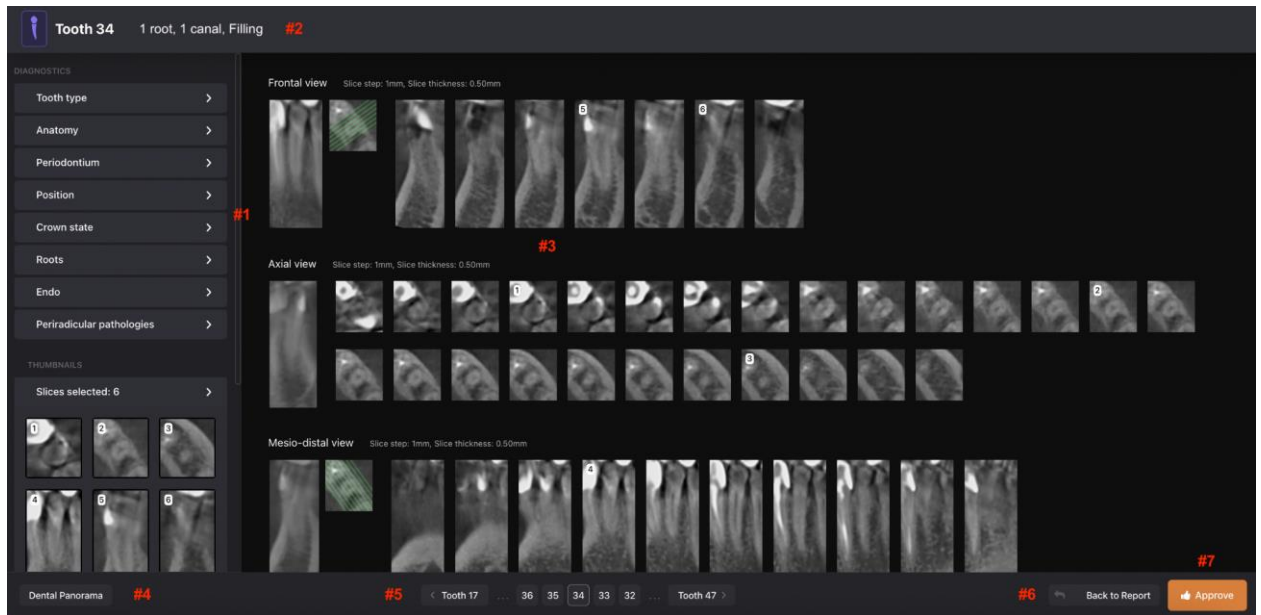 Tooth 34 1 root, 1 canal, Filling #2
DIAGNOSTICS
Tooth type
Anatomy
Periodontium
Position
Crown state
Roots
Endo
Periradicular pathologies
THUMBNAILS
Slices selected: 6
1 2 3
4 5 6
#1
Frontal view Slice step: 1mm, Slice thickness: 0.50mm
5 6
#3
Axial view Slice step: 1mm, Slice thickness: 0.50mm
1 2
3
Mesio-distal view Slice step: 1mm, Slice thickness: 0.50mm
4
#7
Dental Panorama #4 #5 < Tooth 17 ... 36 35 34 33 32 ... Tooth 47 > #6 Back to Report Approve